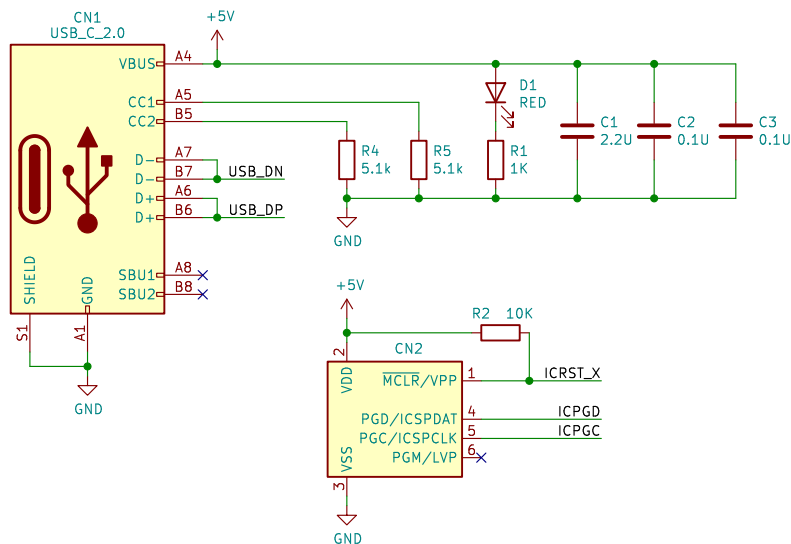 CN1
USB_C_2.0
+5V
VBUS A4
CC1 A5
CC2 B5
D- A7
D- B7 USB_DN
D+ A6
D+ B6 USB_DP
SBU1 A8
SBU2 B8
SHIELD
GND
S1
A1
GND
D1
RED
R4
5.1k
R5
5.1k
R1
1K
C1
2.2U
C2
0.1U
C3
0.1U
GND
+5V
R2 10K
CN2
2
VDD
MCLR/VPP 1 ICRST_X
PGD/ICSPDAT 4 ICPGD
PGC/ICSPCLK 5 ICPGC
PGM/LVP 6
VSS
3
GND